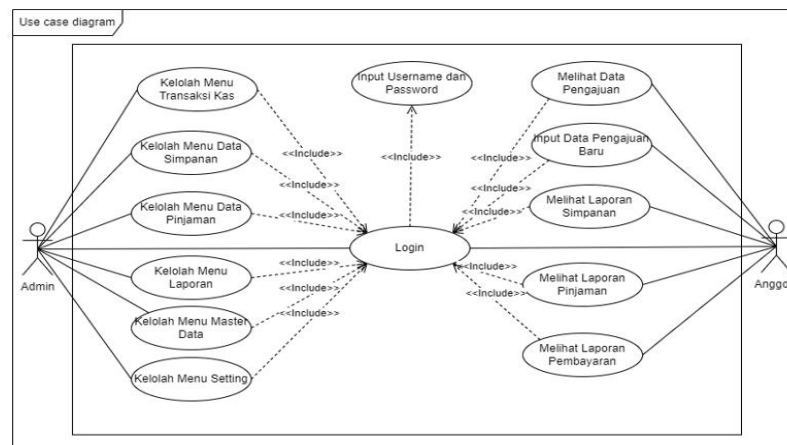 Use case diagram
Kelolah Menu
Transaksi Kas
Input Username dan
Password
Melihat Data
Pengajuan
Kelolah Menu Data
Simpanan
<<Include>>
<<Include>>
<<Include>>
Input Data Pengajuan
Baru
<<Include>>
<<Include>>
Kelolah Menu Data
Pinjaman
<<Include>>
Melihat Laporan
Simpanan
<<Include>>
Admin
Login
Anggo
Kelolah Menu
Laporan
<<Include>>
<<Include>>
Melihat Laporan
Pinjaman
<<Include>>
Kelolah Menu Master
Data
<<Include>>
Kelolah Menu Setting
Melihat Laporan
Pembayaran